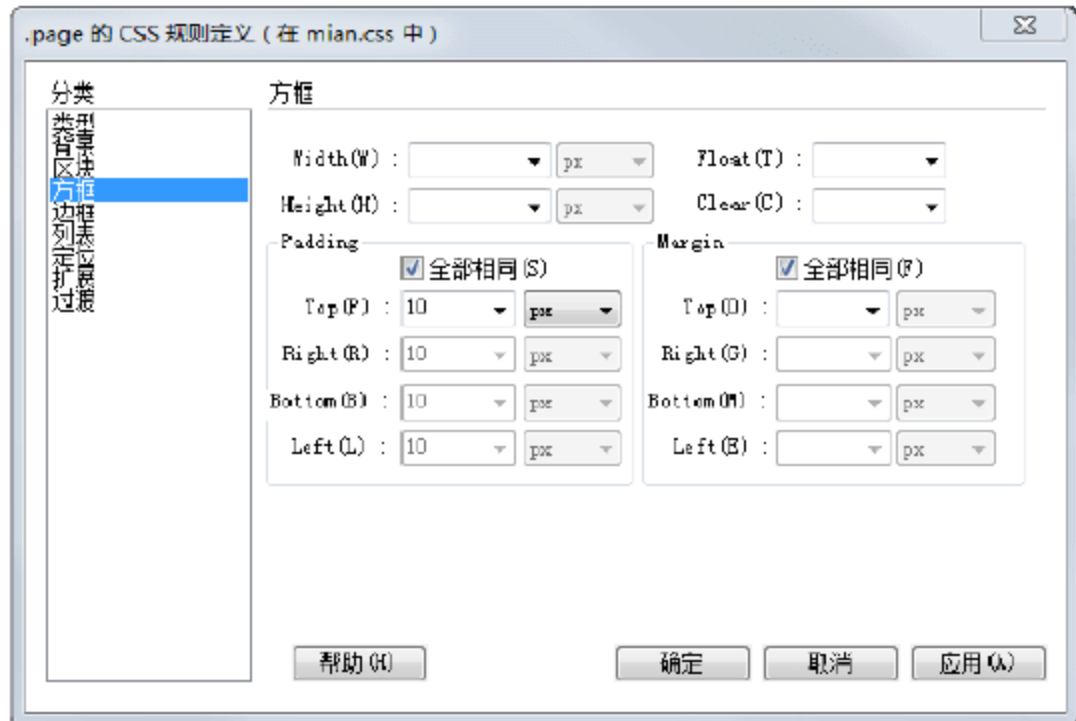 .page 的 CSS 规则定义 ( 在 mian.css 中 )
分类
类型
背景
区块
方框
边框
列表
定位
扩展
过渡
方框
Width(W) : px Float(T) :
Height(H) : px Clear(C) :
Padding Margin
全部相同(S) 全部相同(F)
Top(P) : 10 px Top(O) : px
Right(R) : 10 px Right(G) : px
Bottom(B) : 10 px Bottom(M) : px
Left(L) : 10 px Left(E) : px
帮助(H) 确定 取消 应用(A)